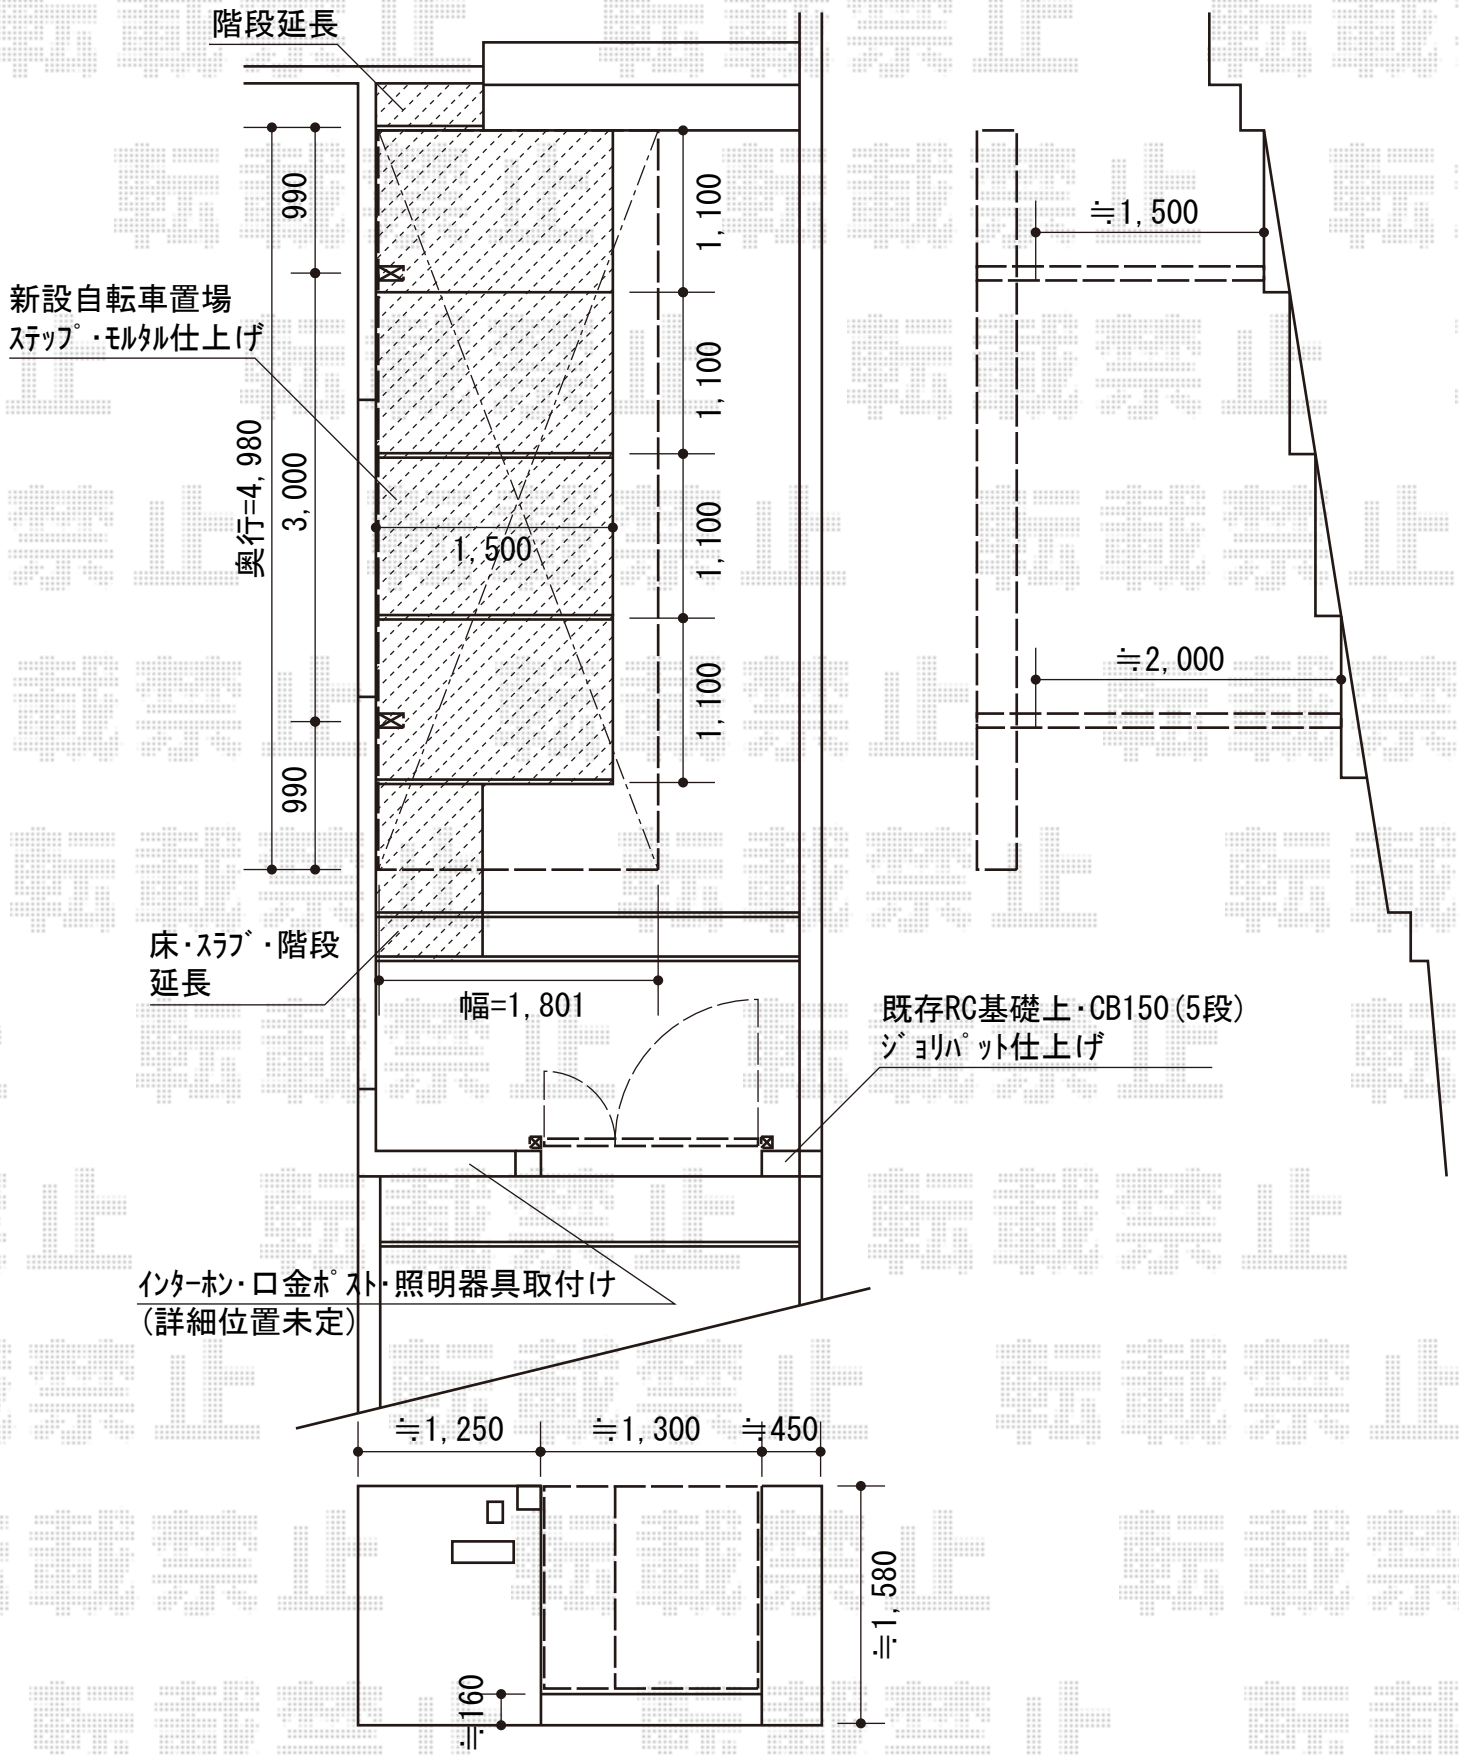 階段延長
990
1,100
≒1,500
新設自転車置場
ステップ・モルタル仕上げ
1,100
奥行=4,980
3,000
1,500
1,100
≒2,000
1,100
990
床・スラブ・階段
延長
幅=1,801
既存RC基礎上・CB150(5段)
ジョリパット仕上げ
インターホン・口金ポスト・照明器具取付け
(詳細位置未定)
≒1,250
≒1,300
≒450
≒1,580
≒160
転載禁止